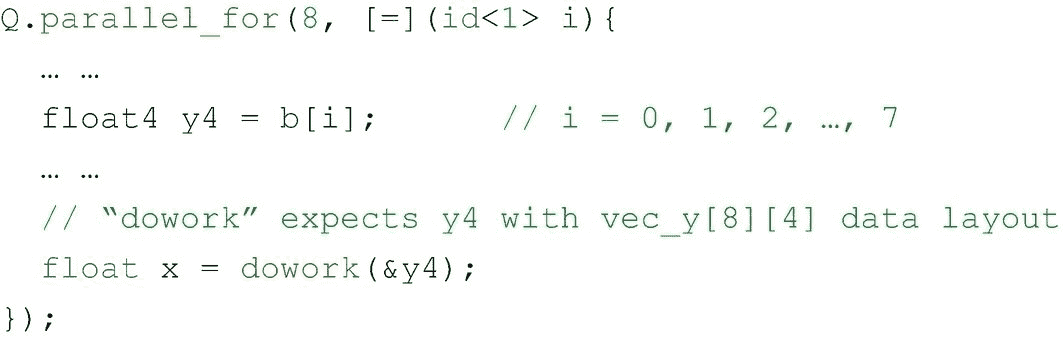 Q.parallel_for(8, [=](id<1> i){
  … …
  float4 y4 = b[i];      // i = 0, 1, 2, …, 7
  … …
  // “dowork” expects y4 with vec_y[8][4] data layout
  float x = dowork(&y4);
});